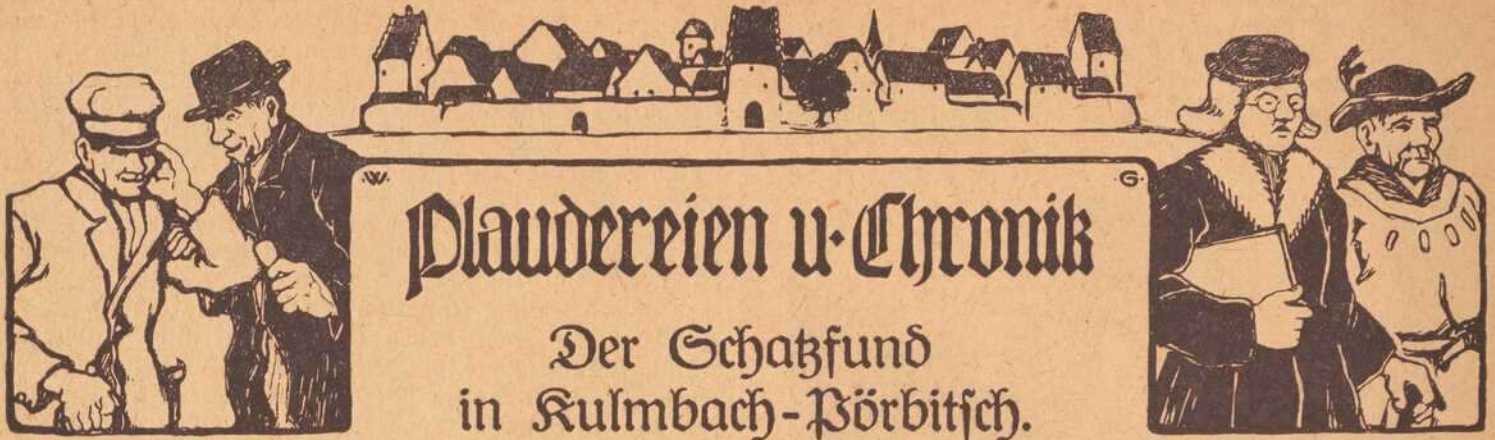 W. G.
Plaudereien u. Chronik
Der Schatzfund
in Kulmbach-Pörbitsch.